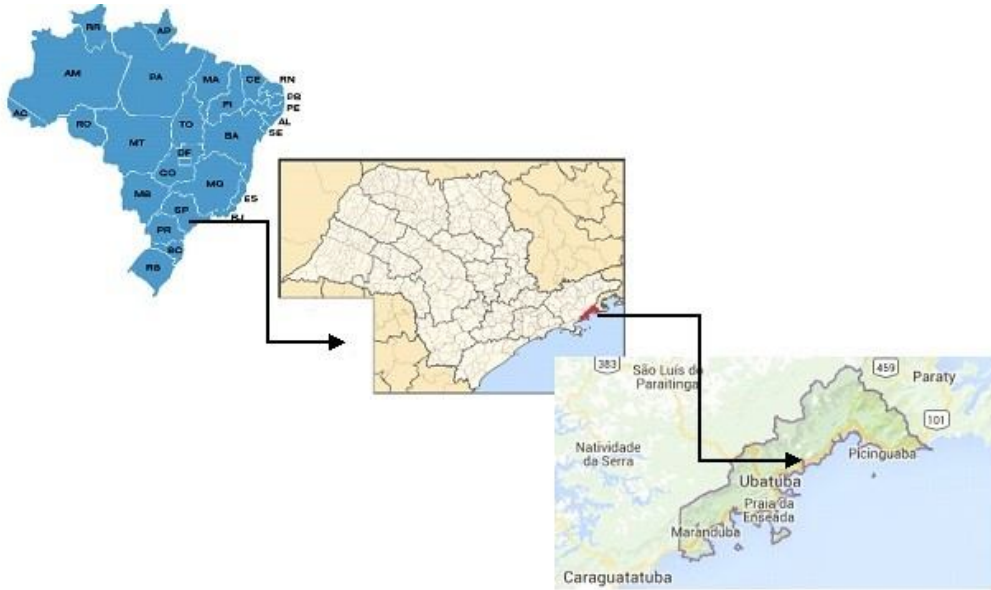 RR
AP
AM
PA
MA
CE
RN
PB
PE
PI
AL
SE
AC
RO
TO
BA
MT
DF
GO
MG
MS
ES
SP
RJ
PR
SC
RS
383
São Luís do
Paraitinga
459
Paraty
101
Natividade
da Serra
Picinguaba
Ubatuba
Praia da
Enseada
Maranduba
Caraguatatuba